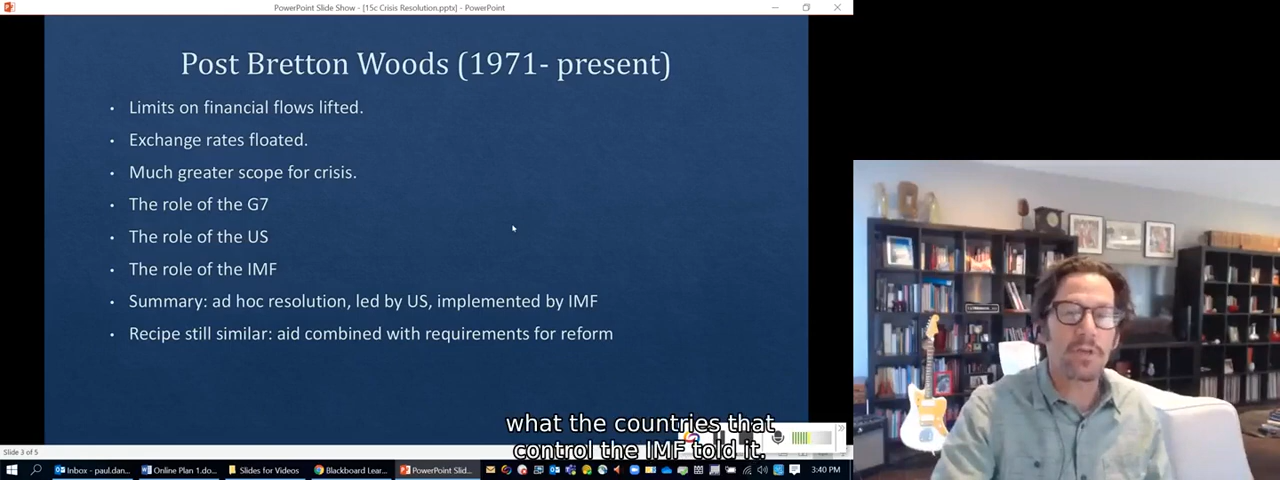 PowerPoint Slide Show - [15c Crisis Resolution.pptx] - PowerPoint
Post Bretton Woods (1971- present)
• Limits on financial flows lifted.
• Exchange rates floated.
• Much greater scope for crisis.
• The role of the G7
• The role of the US
• The role of the IMF
• Summary: ad hoc resolution, led by US, implemented by IMF
• Recipe still similar: aid combined with requirements for reform
what the countries that
control the IMF told it.
Slide 3 of 5
Inbox - paul.dan...
Online Plan 1.do...
Slides for Videos
Blackboard Lear...
PowerPoint Slid...
3:40 PM